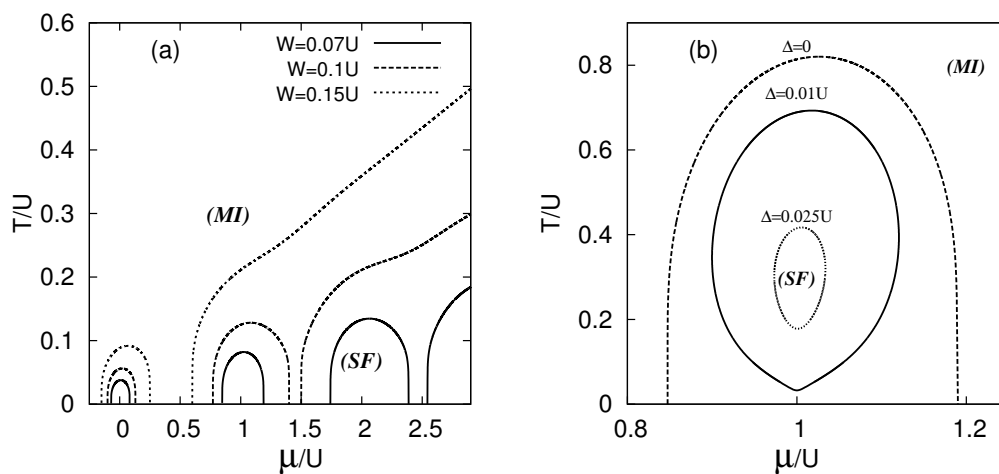 (a)
W=0.07U
W=0.1U
W=0.15U
(MI)
(SF)
T/U
0.6
0.5
0.4
0.3
0.2
0.1
0
0 0.5 1 1.5 2 2.5
μ/U
(b)
Δ=0
(MI)
Δ=0.01U
Δ=0.025U
(SF)
T/U
0.8
0.6
0.4
0.2
0
0.8 1 1.2
μ/U